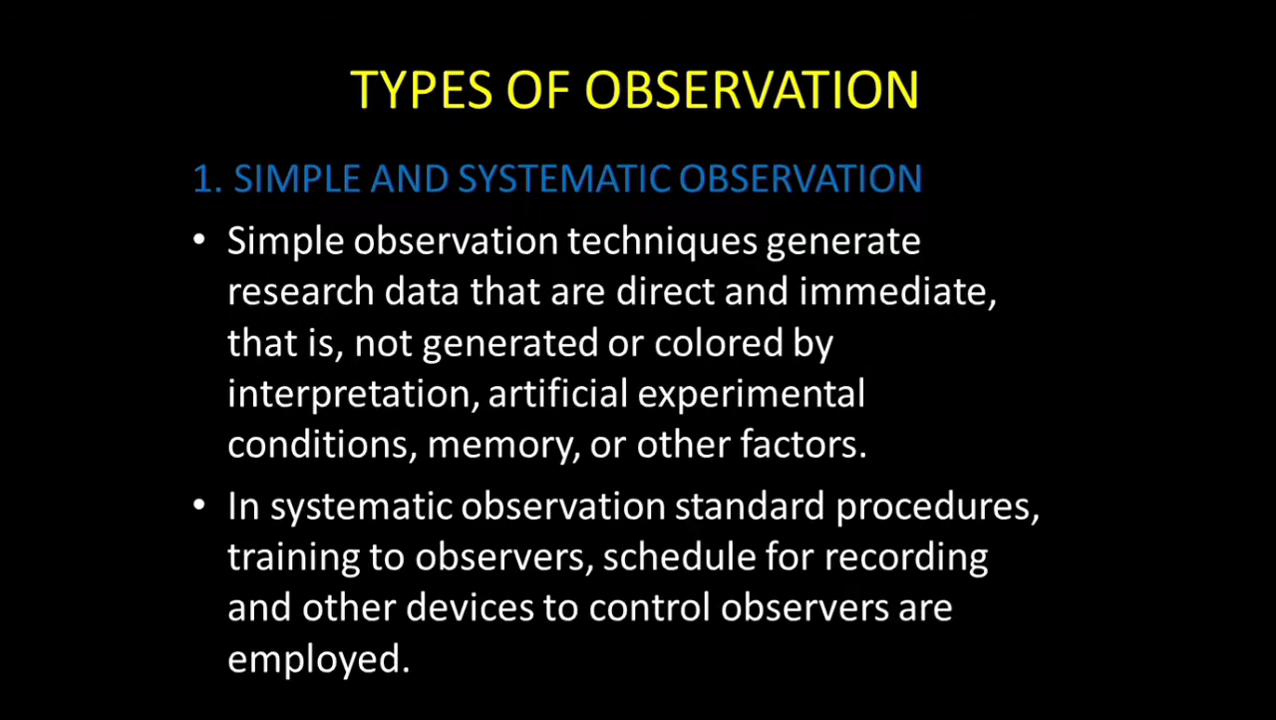 TYPES OF OBSERVATION
1. SIMPLE AND SYSTEMATIC OBSERVATION
• Simple observation techniques generate
research data that are direct and immediate,
that is, not generated or colored by
interpretation, artificial experimental
conditions, memory, or other factors.
• In systematic observation standard procedures,
training to observers, schedule for recording
and other devices to control observers are
employed.